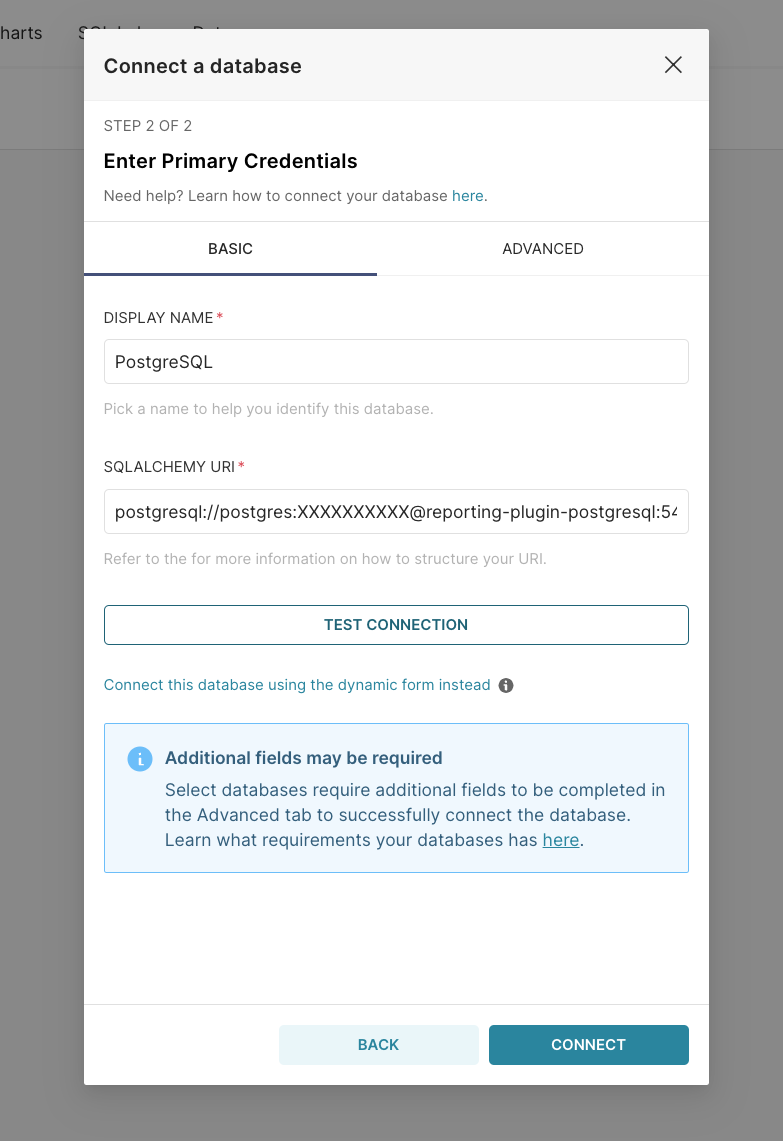 harts
Connect a database
STEP 2 OF 2
Enter Primary Credentials
Need help? Learn how to connect your database here.
BASIC ADVANCED
DISPLAY NAME*
PostgreSQL
Pick a name to help you identify this database.
SQLALCHEMY URI*
postgresql://postgres:XXXXXXXXXX@reporting-plugin-postgresql:54
Refer to the for more information on how to structure your URI.
TEST CONNECTION
Connect this database using the dynamic form instead
Additional fields may be required
Select databases require additional fields to be completed in
the Advanced tab to successfully connect the database.
Learn what requirements your databases has here.
BACK CONNECT